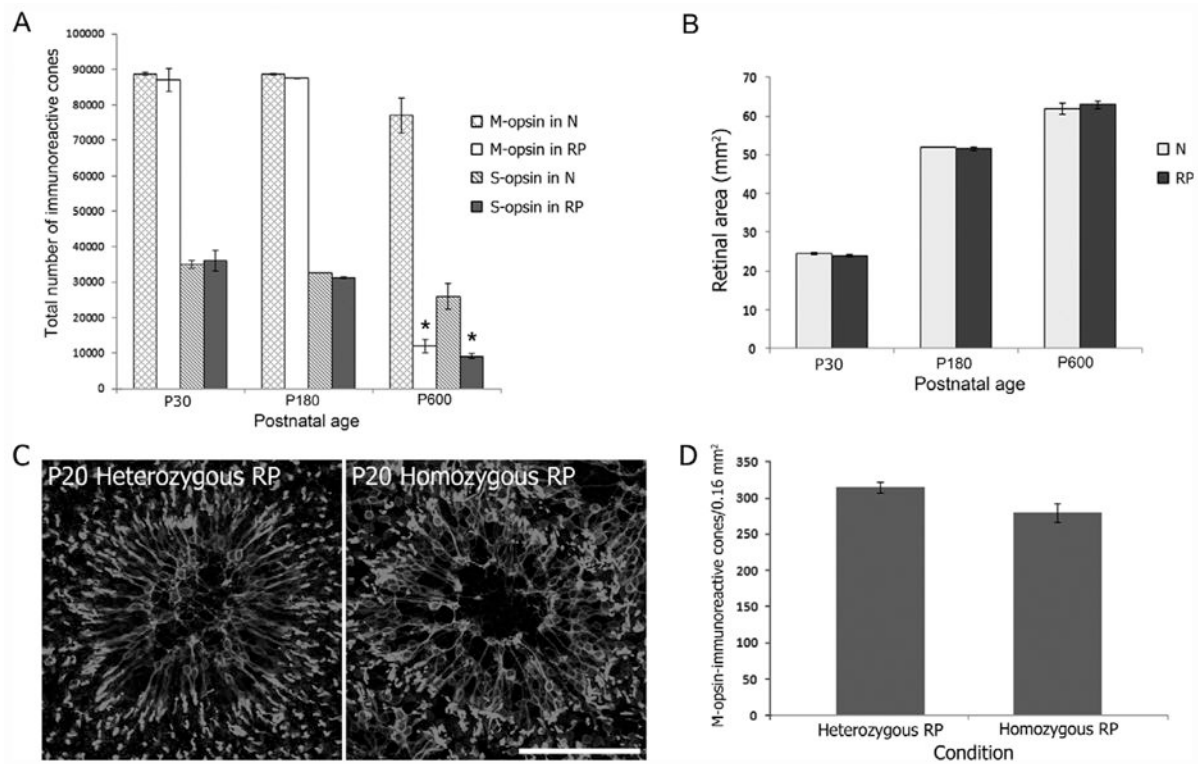 A
Total number of immunoreactive cones
100000
90000
80000
70000
60000
50000
40000
30000
20000
10000
0
*
*
P30
P180
P600
Postnatal age
M-opsin in N
M-opsin in RP
S-opsin in N
S-opsin in RP
B
Retinal area (mm²)
70
60
50
40
30
20
10
0
P30
P180
P600
Postnatal age
N
RP
C
P20 Heterozygous RP
P20 Homozygous RP
D
M-opsin-immunoreactive cones/0.16 mm²
350
300
250
200
150
100
50
0
Heterozygous RP
Homozygous RP
Condition